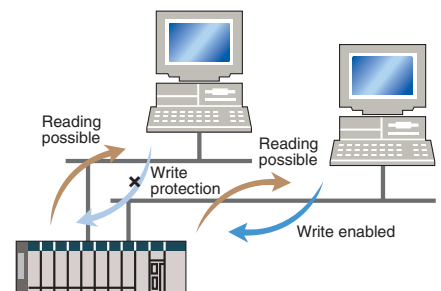 Reading
possible
Write
protection
Reading
possible
Write enabled